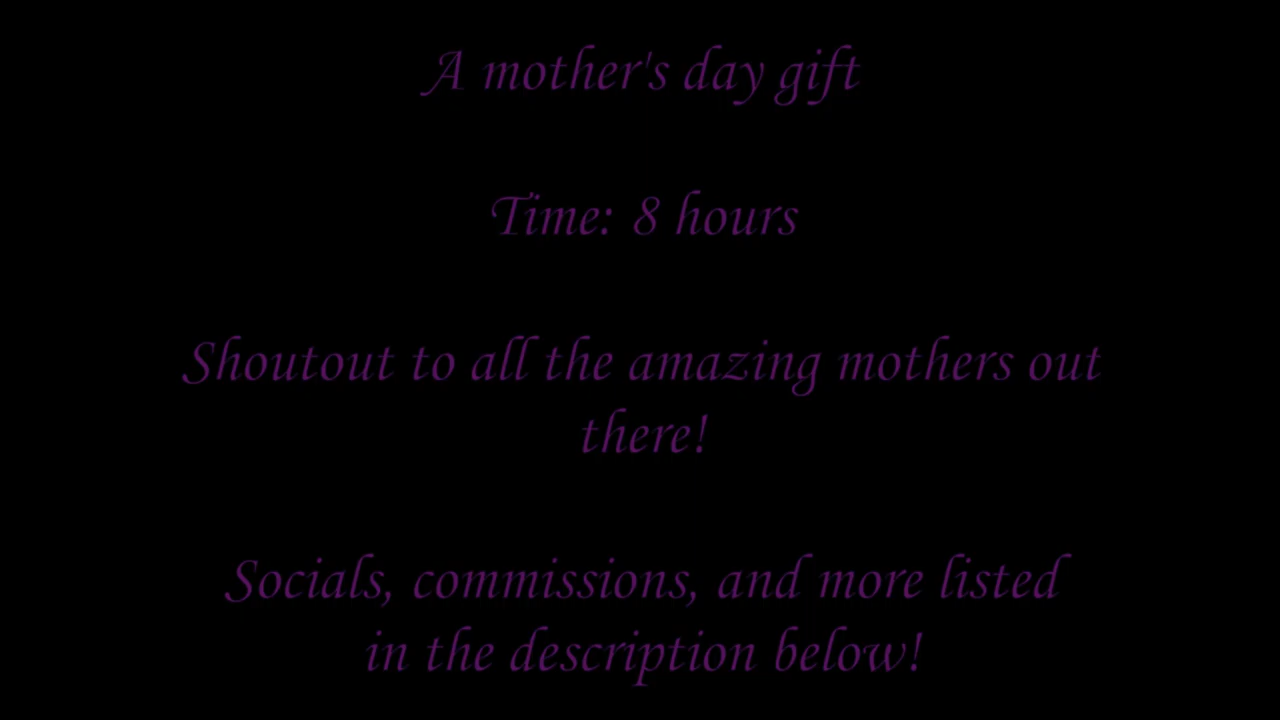 A mother's day gift
Time: 8 hours
Shoutout to all the amazing mothers out
there!
Socials, commissions, and more listed
in the description below!